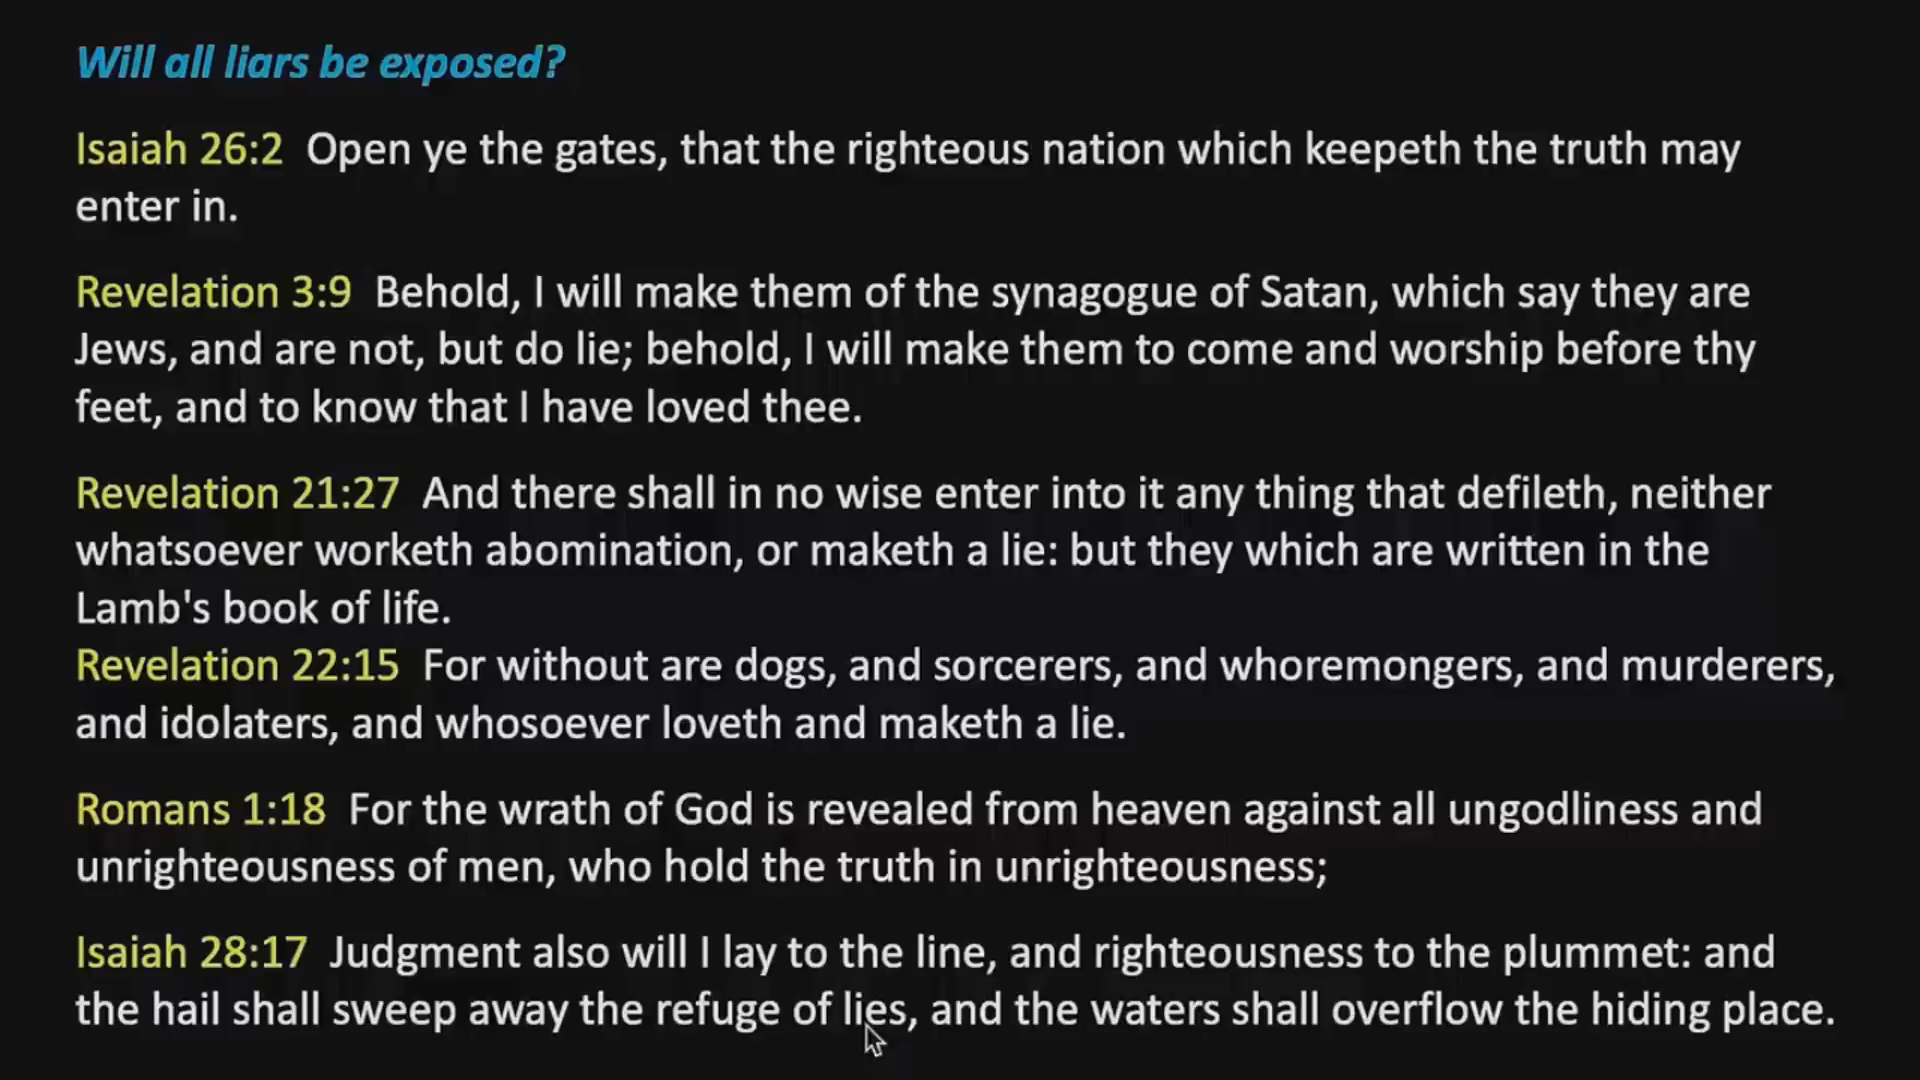 Will all liars be exposed?
Isaiah 26:2  Open ye the gates, that the righteous nation which keepeth the truth may
enter in.
Revelation 3:9  Behold, I will make them of the synagogue of Satan, which say they are
Jews, and are not, but do lie; behold, I will make them to come and worship before thy
feet, and to know that I have loved thee.
Revelation 21:27  And there shall in no wise enter into it any thing that defileth, neither
whatsoever worketh abomination, or maketh a lie: but they which are written in the
Lamb's book of life.
Revelation 22:15  For without are dogs, and sorcerers, and whoremongers, and murderers,
and idolaters, and whosoever loveth and maketh a lie.
Romans 1:18  For the wrath of God is revealed from heaven against all ungodliness and
unrighteousness of men, who hold the truth in unrighteousness;
Isaiah 28:17  Judgment also will I lay to the line, and righteousness to the plummet: and
the hail shall sweep away the refuge of lies, and the waters shall overflow the hiding place.